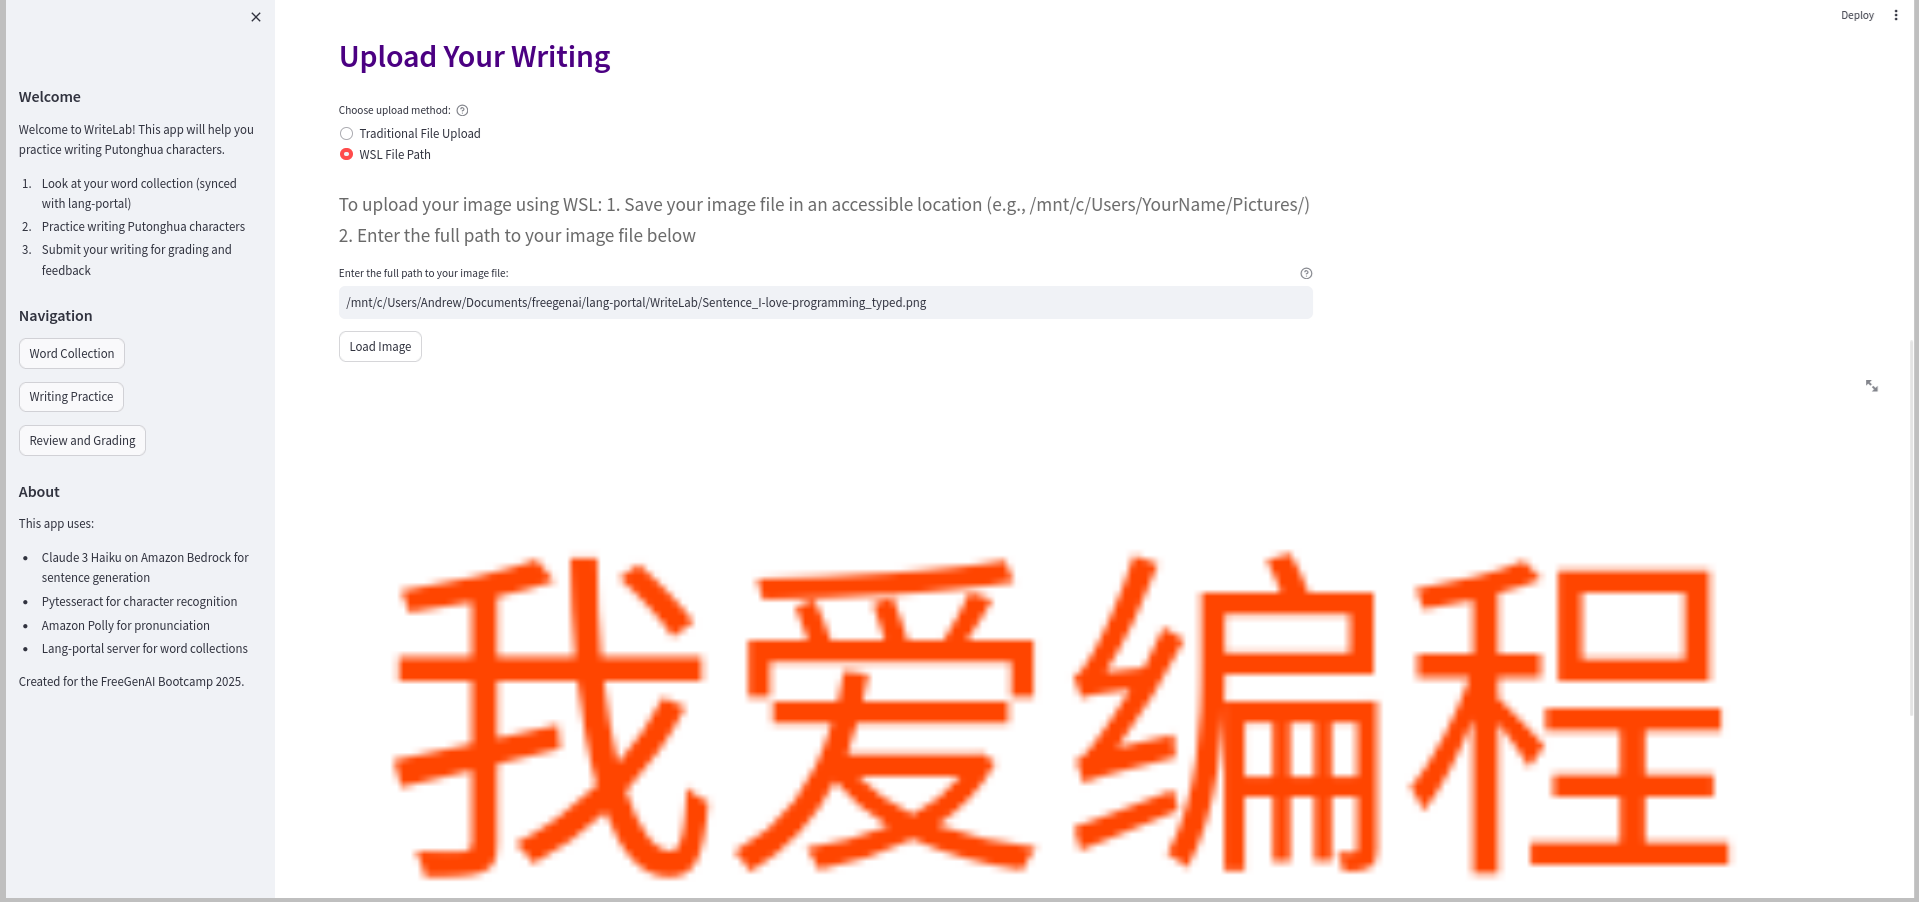 Deploy
Upload Your Writing
Welcome
Welcome to WriteLab! This app will help you
practice writing Putonghua characters.
1. Look at your word collection (synced
with lang-portal)
2. Practice writing Putonghua characters
3. Submit your writing for grading and
feedback
Navigation
Word Collection
Writing Practice
Review and Grading
About
This app uses:
• Claude 3 Haiku on Amazon Bedrock for
sentence generation
• Pytesseract for character recognition
• Amazon Polly for pronunciation
• Lang-portal server for word collections
Created for the FreeGenAI Bootcamp 2025.
Choose upload method:
Traditional File Upload
WSL File Path
To upload your image using WSL: 1. Save your image file in an accessible location (e.g., /mnt/c/Users/YourName/Pictures/)
2. Enter the full path to your image file below
Enter the full path to your image file:
/mnt/c/Users/Andrew/Documents/freegenai/lang-portal/WriteLab/Sentence_I-love-programming_typed.png
Load Image
我爱编程